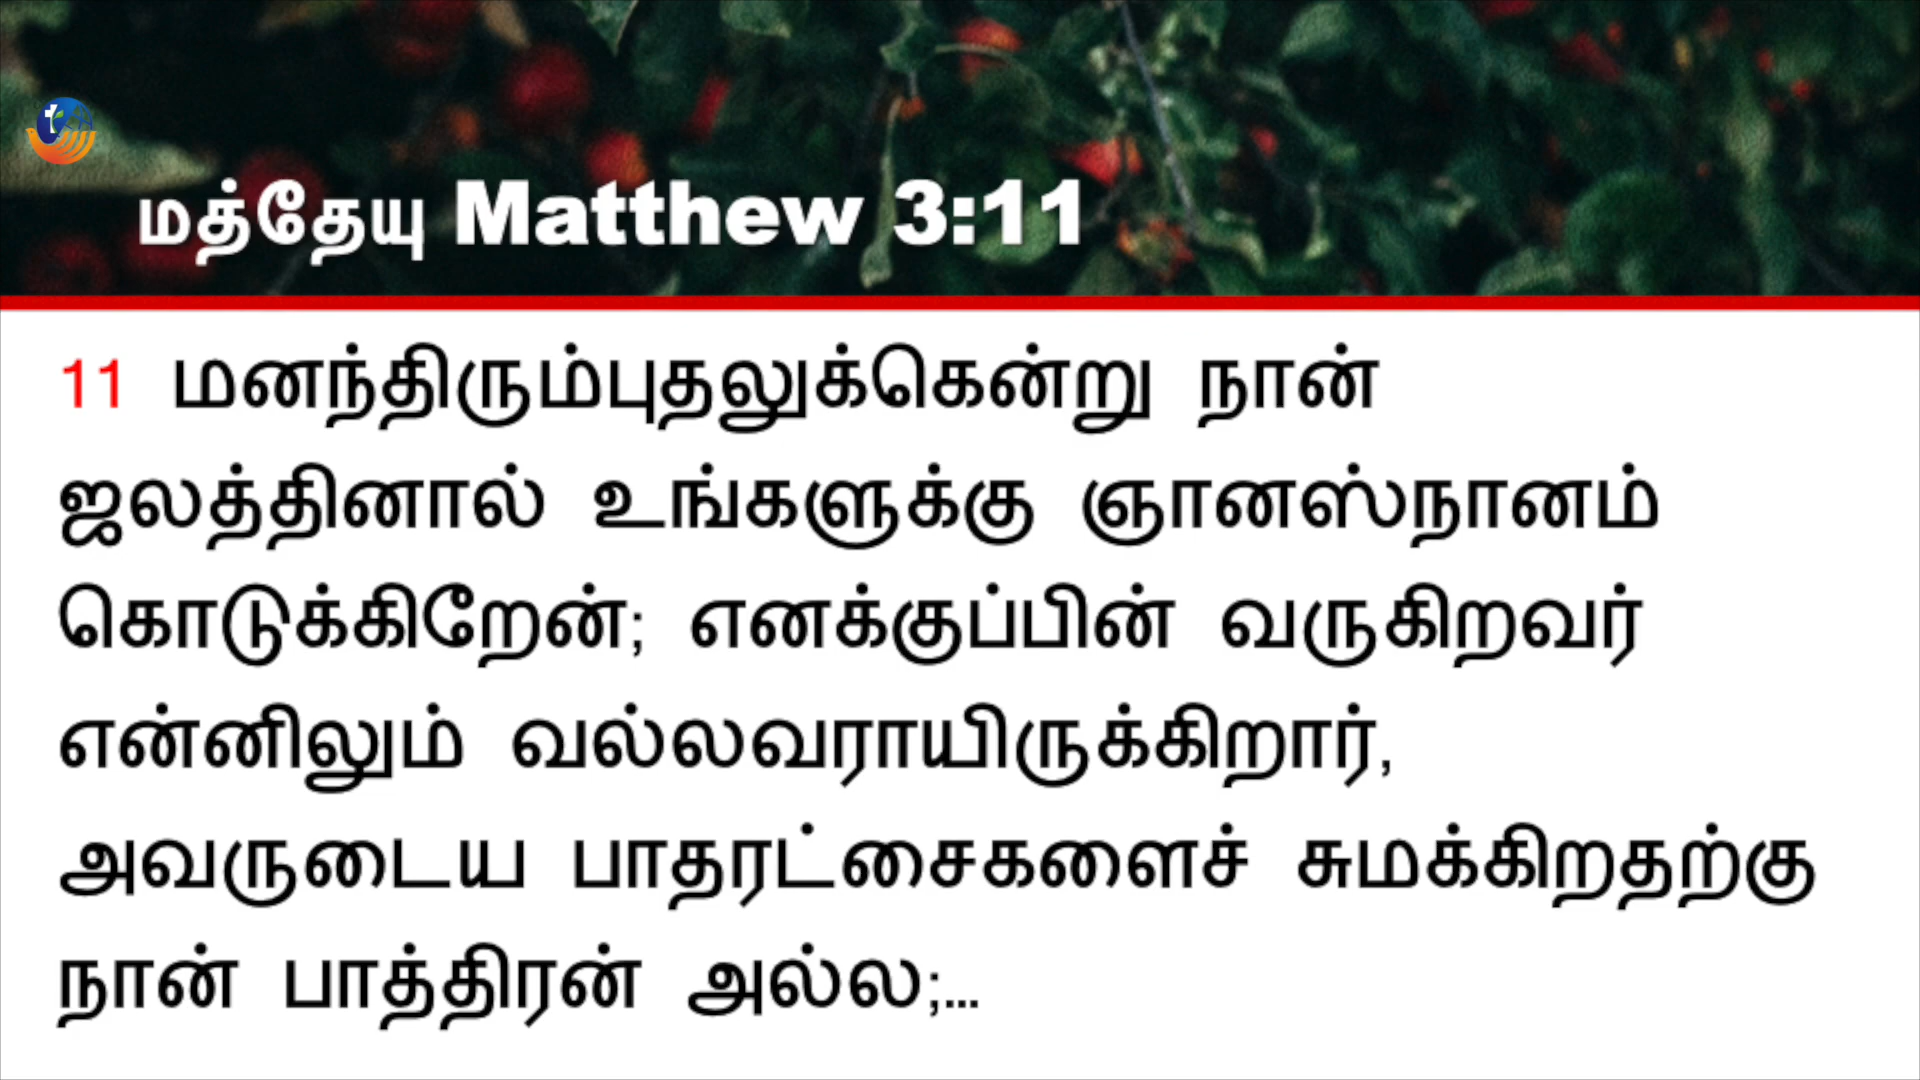 மத்தேயு Matthew 3:11
11 மனந்திரும்புதலுக்கென்று நான்
ஜலத்தினால் உங்களுக்கு ஞானஸ்நானம்
கொடுக்கிறேன்; எனக்குப்பின் வருகிறவர்
என்னிலும் வல்லவராயிருக்கிறார்,
அவருடைய பாதரட்சைகளைச் சுமக்கிறதற்கு
நான் பாத்திரன் அல்ல;...